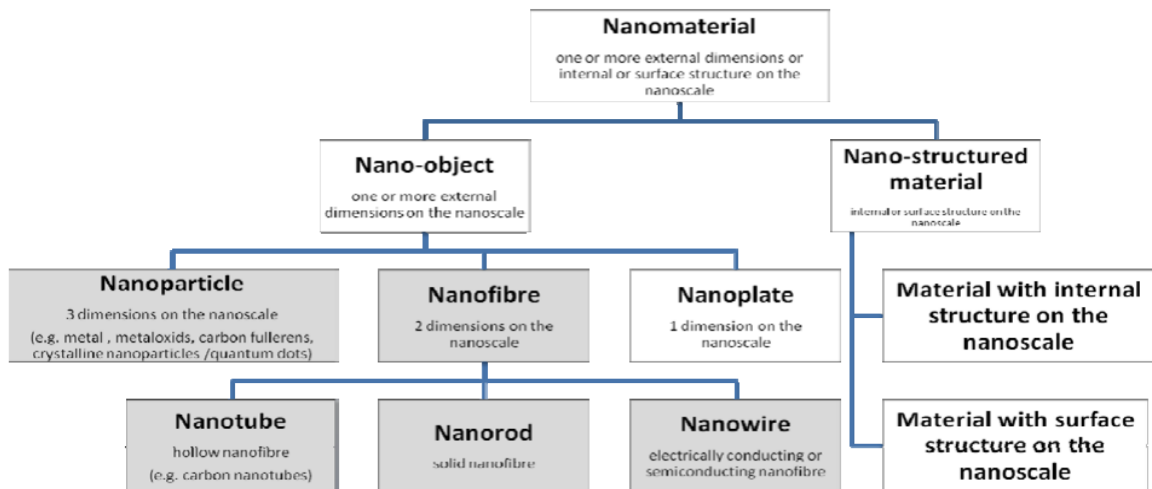 Nanomaterial
one or more external dimensions or
internal or surface structure on the
nanoscale
Nano-object
one or more external
dimensions on the nanoscale
Nano-structured
material
internal or surface structure on the
nanoscale
Nanoparticle
3 dimensions on the nanoscale
(e.g. metal , metaloxids, carbon fullerens,
crystalline nanoparticles /quantum dots)
Nanofibre
2 dimensions on the
nanoscale
Nanoplate
1 dimension on the
nanoscale
Material with internal
structure on the
nanoscale
Nanotube
hollow nanofibre
(e.g. carbon nanotubes)
Nanorod
solid nanofibre
Nanowire
electrically conducting or
semiconducting nanofibre
Material with surface
structure on the
nanoscale